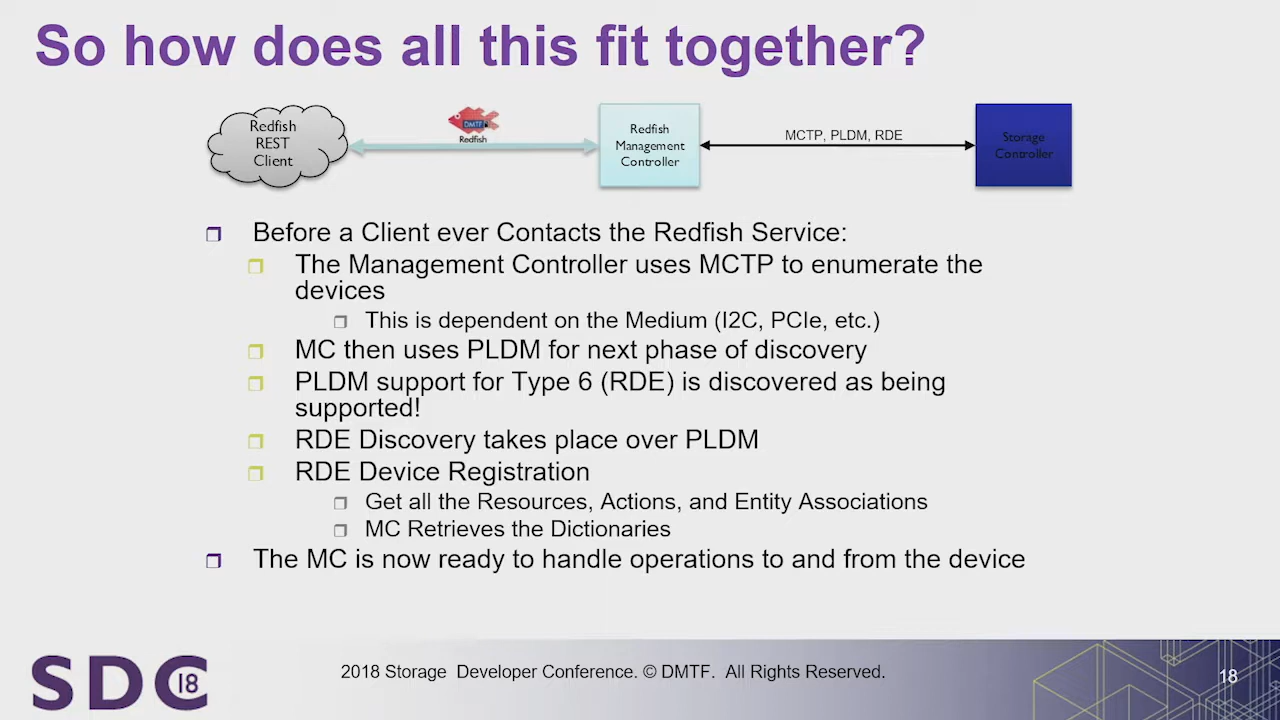 So how does all this fit together?
Redfish
REST
Client
DMTF
Redfish
Redfish
Management
Controller
MCTP, PLDM, RDE
Storage
Controller
Before a Client ever Contacts the Redfish Service:
The Management Controller uses MCTP to enumerate the
devices
This is dependent on the Medium (I2C, PCIe, etc.)
MC then uses PLDM for next phase of discovery
PLDM support for Type 6 (RDE) is discovered as being
supported!
RDE Discovery takes place over PLDM
RDE Device Registration
Get all the Resources, Actions, and Entity Associations
MC Retrieves the Dictionaries
The MC is now ready to handle operations to and from the device
SDC 18
2018 Storage Developer Conference. © DMTF. All Rights Reserved.
18